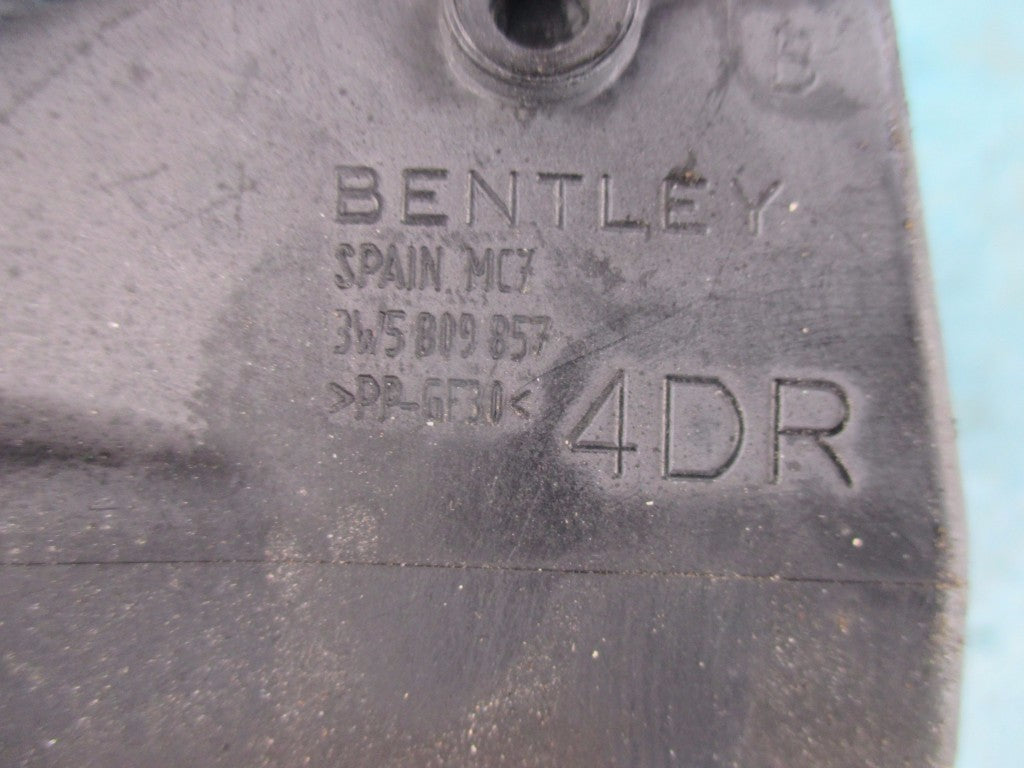 B
BENTLEY
SPAIN MC7
3W5 809 857
>PP-GF30<
4DR